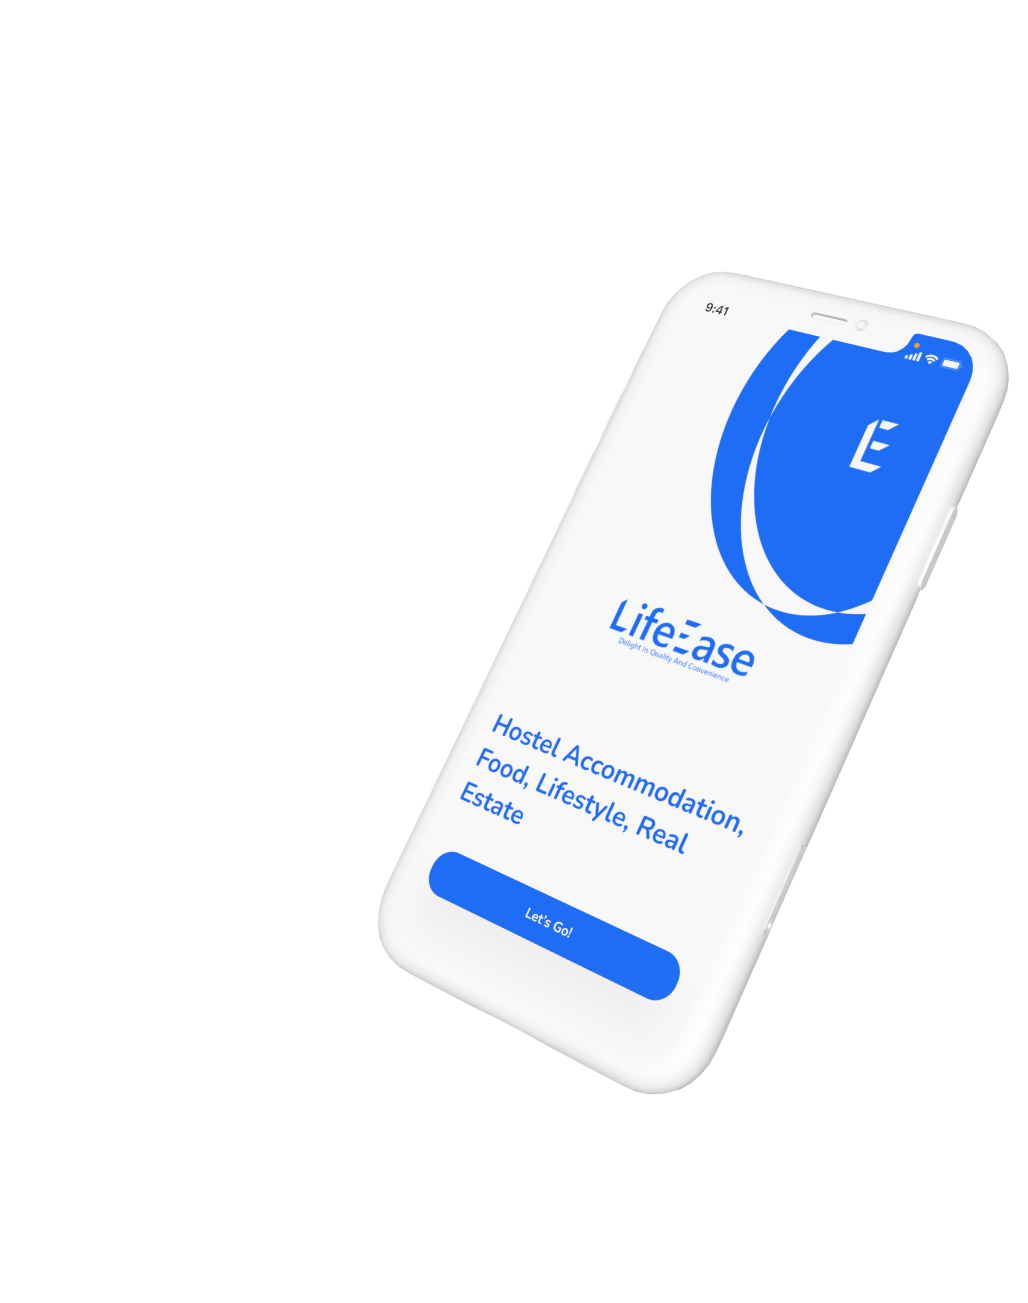 9:41
E
LifeEase
Delight In Quality And Convenience
Hostel Accommodation,
Food, Lifestyle, Real
Estate
Let's Go!